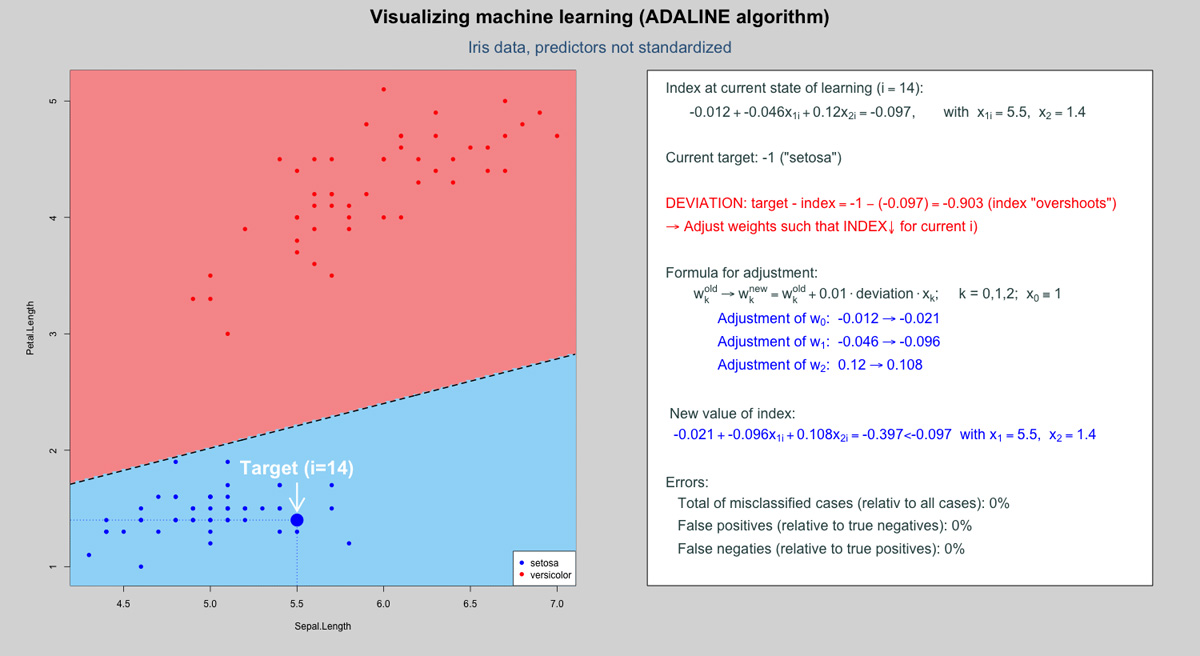 Visualizing machine learning (ADALINE algorithm)
Iris data, predictors not standardized
5
4
3
2
1
Petal.Length
Target (i=14)
setosa
versicolor
4.5 5.0 5.5 6.0 6.5 7.0
Sepal.Length
Index at current state of learning (i = 14):
-0.012 + -0.046x1i + 0.12x2i = -0.097, with x1i = 5.5, x2 = 1.4
Current target: -1 ("setosa")
DEVIATION: target - index = -1 − (-0.097) = -0.903 (index "overshoots")
→ Adjust weights such that INDEX↓ for current i)
Formula for adjustment:
wkold → wknew = wkold + 0.01 · deviation · xk; k = 0,1,2; x0 ≡ 1
Adjustment of w0: -0.012 → -0.021
Adjustment of w1: -0.046 → -0.096
Adjustment of w2: 0.12 → 0.108
New value of index:
-0.021 + -0.096x1i + 0.108x2i = -0.397<-0.097 with x1 = 5.5, x2 = 1.4
Errors:
Total of misclassified cases (relativ to all cases): 0%
False positives (relative to true negatives): 0%
False negaties (relative to true positives): 0%